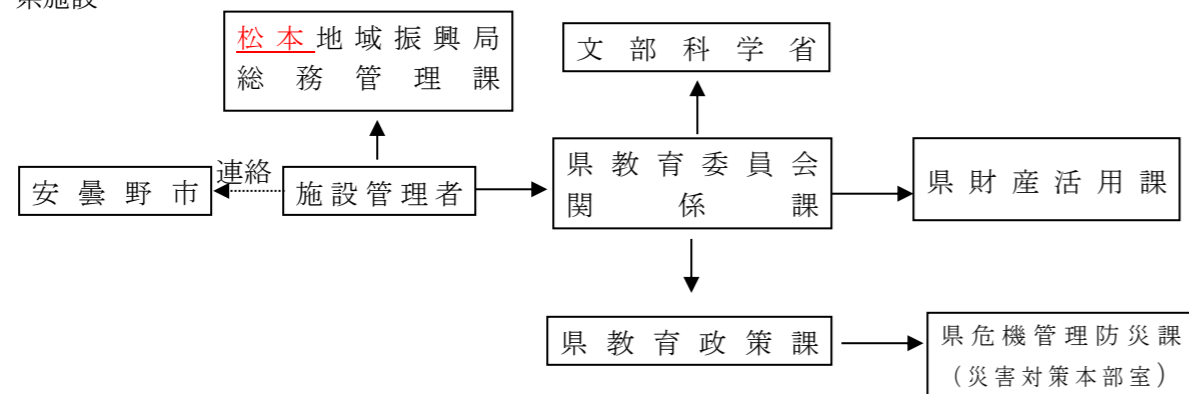 県施設
松本地域振興局
総務管理課
文部科学省
県教育委員会
関係課
県財産活用課
安曇野市
連絡
施設管理者
県教育政策課
県危機管理防災課
(災害対策本部室)